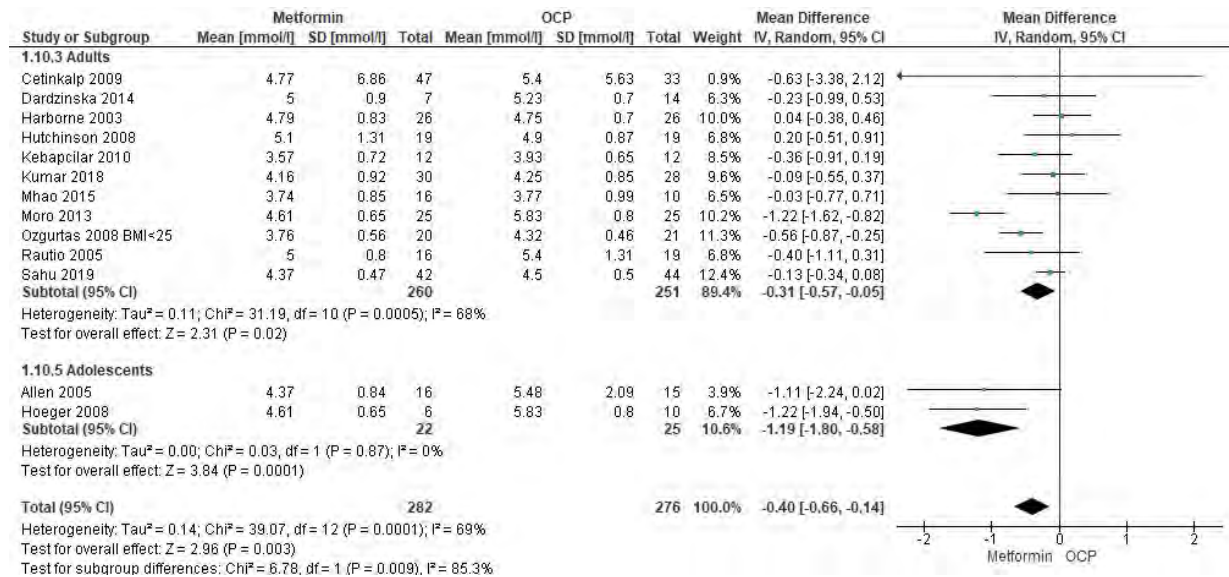 Metformin OCP Mean Difference Mean Difference
Study or Subgroup Mean [mmol/l] SD [mmol/l] Total Mean [mmol/l] SD [mmol/l] Total Weight IV, Random, 95% CI IV, Random, 95% CI
1.10.3 Adults
Cetinkalp 2009 4.77 6.86 47 5.4 5.63 33 0.9% -0.63 [-3.38, 2.12]
Dardzinska 2014 5 0.9 7 5.23 0.7 14 6.3% -0.23 [-0.99, 0.53]
Harborne 2003 4.79 0.83 26 4.75 0.7 26 10.0% 0.04 [-0.38, 0.46]
Hutchinson 2008 5.1 1.31 19 4.9 0.87 19 6.8% 0.20 [-0.51, 0.91]
Kebapcilar 2010 3.57 0.72 12 3.93 0.65 12 8.5% -0.36 [-0.91, 0.19]
Kumar 2018 4.16 0.92 30 4.25 0.85 28 9.5% -0.09 [-0.55, 0.37]
Mhao 2015 3.74 0.85 16 3.77 0.99 10 6.5% -0.03 [-0.77, 0.71]
Moro 2013 4.61 0.65 25 5.83 0.8 25 10.2% -1.22 [-1.62, -0.82]
Ozgurtas 2008 BMI<25 3.76 0.56 20 4.32 0.46 21 11.3% -0.56 [-0.87, -0.25]
Rautio 2005 5 0.8 16 5.4 1.31 19 6.8% -0.40 [-1.11, 0.31]
Sahu 2019 4.37 0.47 42 4.5 0.5 44 12.4% -0.13 [-0.34, 0.08]
Subtotal (95% CI) 260 251 89.4% -0.31 [-0.57, -0.05]
Heterogeneity: Tau² = 0.11; Chi² = 31.19, df = 10 (P = 0.0005); I² = 68%
Test for overall effect: Z = 2.31 (P = 0.02)
1.10.5 Adolescents
Allen 2005 4.37 0.84 16 5.48 2.09 15 3.9% -1.11 [-2.24, 0.02]
Hoeger 2008 4.61 0.65 6 5.83 0.8 10 6.7% -1.22 [-1.94, -0.50]
Subtotal (95% CI) 22 25 10.6% -1.19 [-1.80, -0.58]
Heterogeneity: Tau² = 0.00; Chi² = 0.03, df = 1 (P = 0.87); I² = 0%
Test for overall effect: Z = 3.84 (P = 0.0001)
Total (95% CI) 282 276 100.0% -0.40 [-0.66, -0.14]
Heterogeneity: Tau² = 0.14; Chi² = 39.07, df = 12 (P = 0.0001); I² = 69%
Test for overall effect: Z = 2.96 (P = 0.003)
Test for subgroup differences: Chi² = 6.78, df = 1 (P = 0.009), I² = 85.3%
-2 -1 0 1 2
Metformin OCP